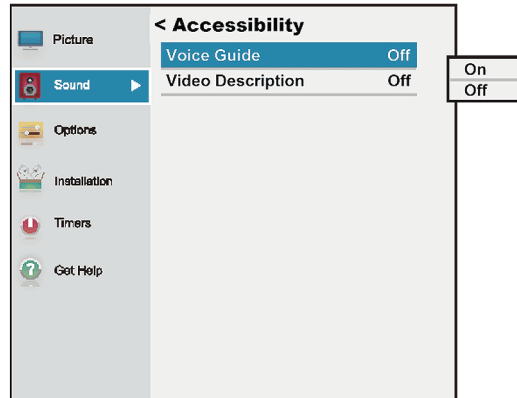 Picture
Sound
Options
Installation
Timers
Get Help
< Accessibility
Voice Guide Off
Video Description Off
On
Off